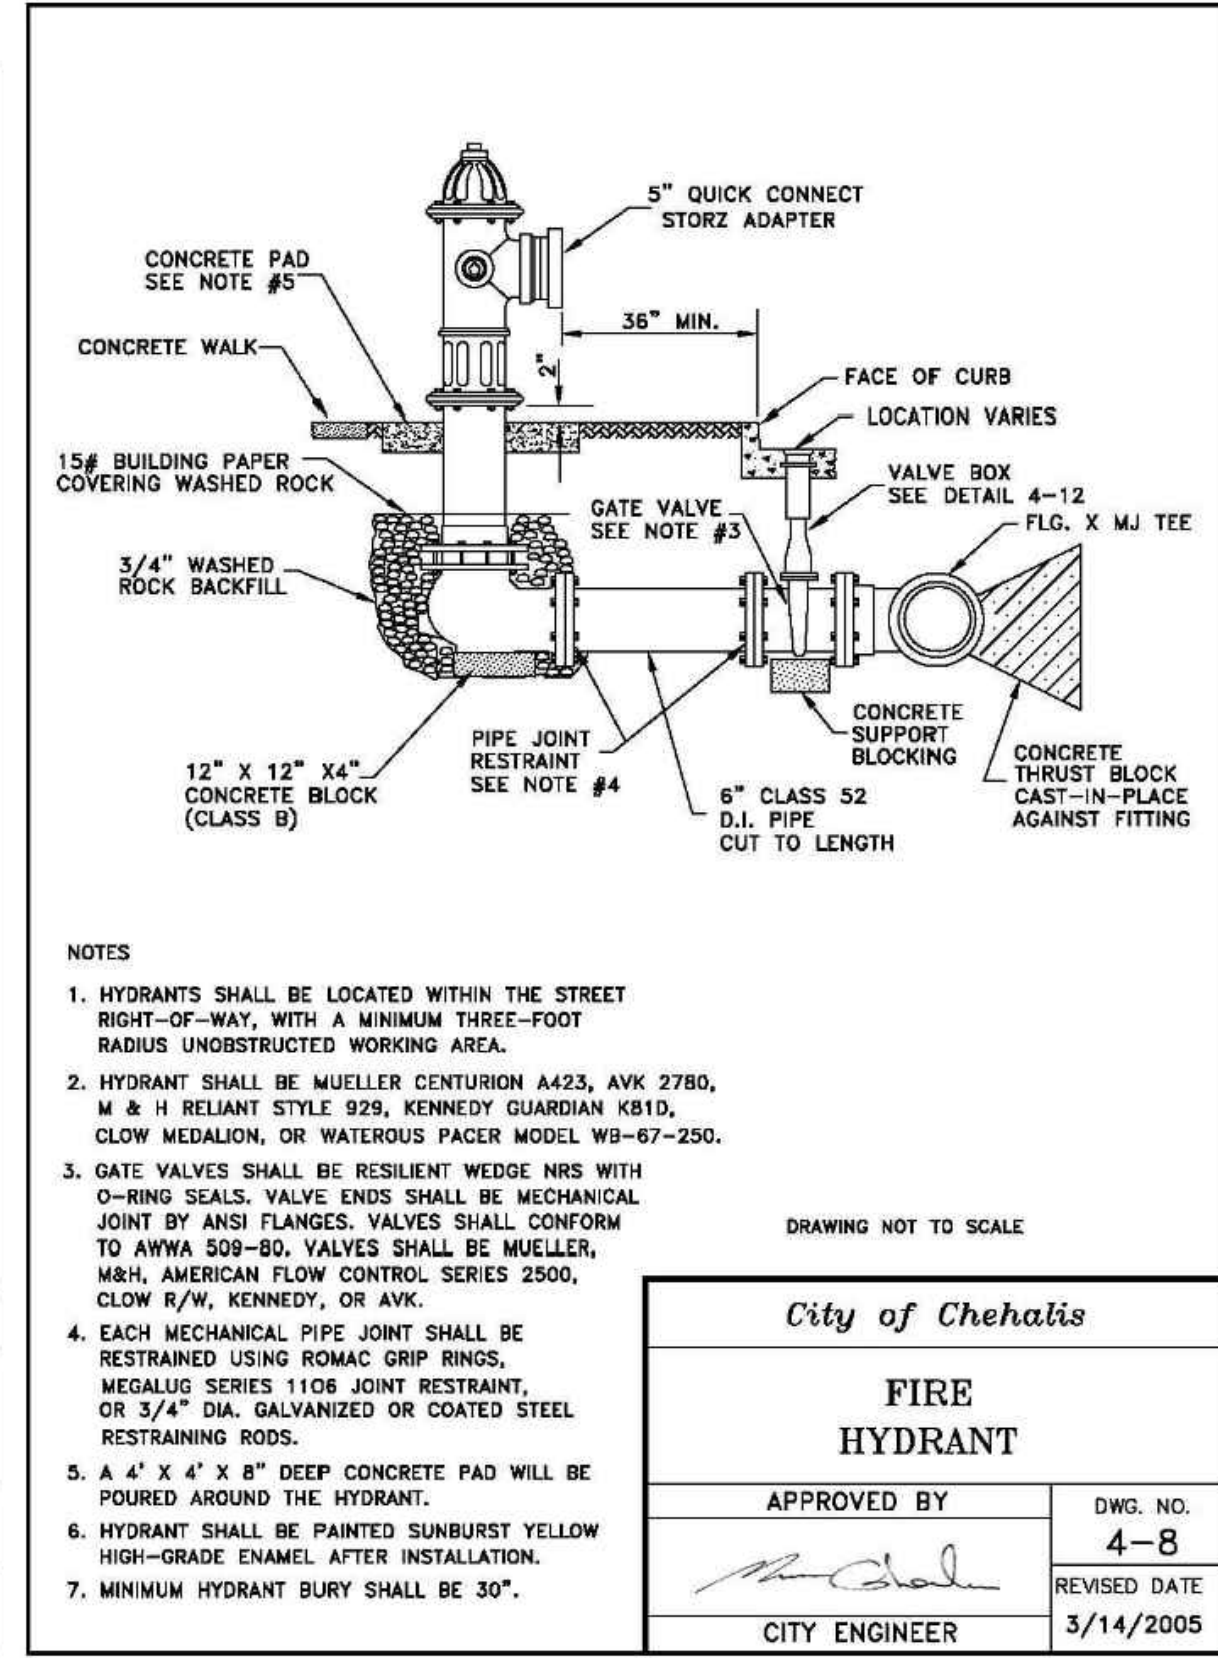 5" QUICK CONNECT
STORZ ADAPTER
CONCRETE PAD
SEE NOTE #5
36" MIN.
CONCRETE WALK
2"
FACE OF CURB
LOCATION VARIES
15# BUILDING PAPER
COVERING WASHED ROCK
VALVE BOX
SEE DETAIL 4-12
GATE VALVE
SEE NOTE #3
FLG. X MJ TEE
3/4" WASHED
ROCK BACKFILL
PIPE JOINT
RESTRAINT
SEE NOTE #4
CONCRETE
SUPPORT
BLOCKING
12" X 12" X4"
CONCRETE BLOCK
(CLASS B)
6" CLASS 52
D.I. PIPE
CUT TO LENGTH
CONCRETE
THRUST BLOCK
CAST-IN-PLACE
AGAINST FITTING
NOTES
1. HYDRANTS SHALL BE LOCATED WITHIN THE STREET
RIGHT-OF-WAY, WITH A MINIMUM THREE-FOOT
RADIUS UNOBSTRUCTED WORKING AREA.
2. HYDRANT SHALL BE MUELLER CENTURION A423, AVK 2780,
M & H RELIANT STYLE 929, KENNEDY GUARDIAN K81D,
CLOW MEDALION, OR WATEROUS PACER MODEL WB-67-250.
3. GATE VALVES SHALL BE RESILIENT WEDGE NRS WITH
O-RING SEALS. VALVE ENDS SHALL BE MECHANICAL
JOINT BY ANSI FLANGES. VALVES SHALL CONFORM
TO AWWA 509-80. VALVES SHALL BE MUELLER,
M&H, AMERICAN FLOW CONTROL SERIES 2500,
CLOW R/W, KENNEDY, OR AVK.
4. EACH MECHANICAL PIPE JOINT SHALL BE
RESTRAINED USING ROMAC GRIP RINGS,
MEGALUG SERIES 1106 JOINT RESTRAINT,
OR 3/4" DIA. GALVANIZED OR COATED STEEL
RESTRAINING RODS.
5. A 4' X 4' X 8" DEEP CONCRETE PAD WILL BE
POURED AROUND THE HYDRANT.
6. HYDRANT SHALL BE PAINTED SUNBURST YELLOW
HIGH-GRADE ENAMEL AFTER INSTALLATION.
7. MINIMUM HYDRANT BURY SHALL BE 30".
DRAWING NOT TO SCALE
City of Chehalis
FIRE
HYDRANT
APPROVED BY
CITY ENGINEER
DWG. NO.
4-8
REVISED DATE
3/14/2005